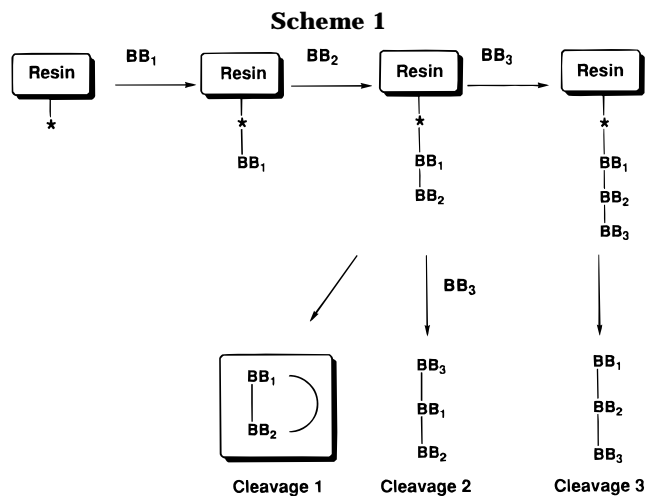 Scheme 1
BB₁ BB₂ BB₃
Resin Resin Resin Resin
* * * *
BB₁ BB₁ BB₁
BB₂ BB₂
BB₃
BB₃
BB₁ BB₃ BB₁
BB₁ BB₂
BB₂ BB₂ BB₃
Cleavage 1 Cleavage 2 Cleavage 3